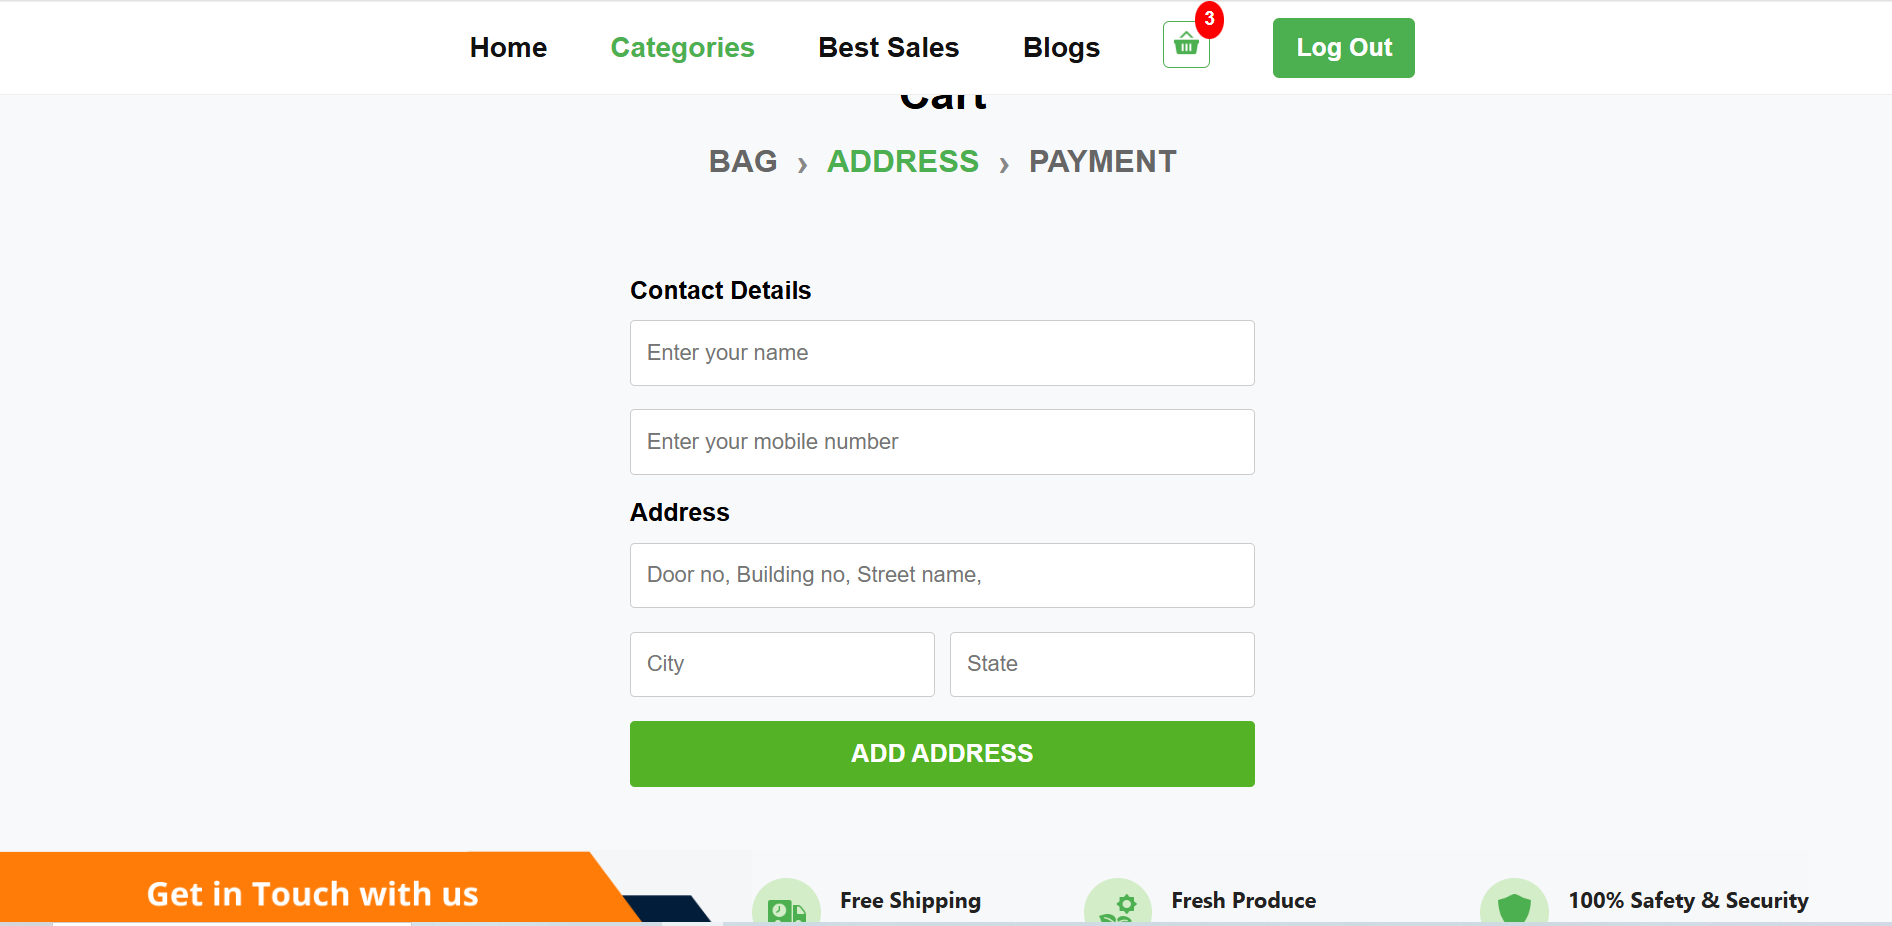 Home Categories Best Sales Blogs 3 Log Out
Cart
BAG › ADDRESS › PAYMENT
Contact Details
Enter your name
Enter your mobile number
Address
Door no, Building no, Street name,
City State
ADD ADDRESS
Get in Touch with us Free Shipping Fresh Produce 100% Safety & Security